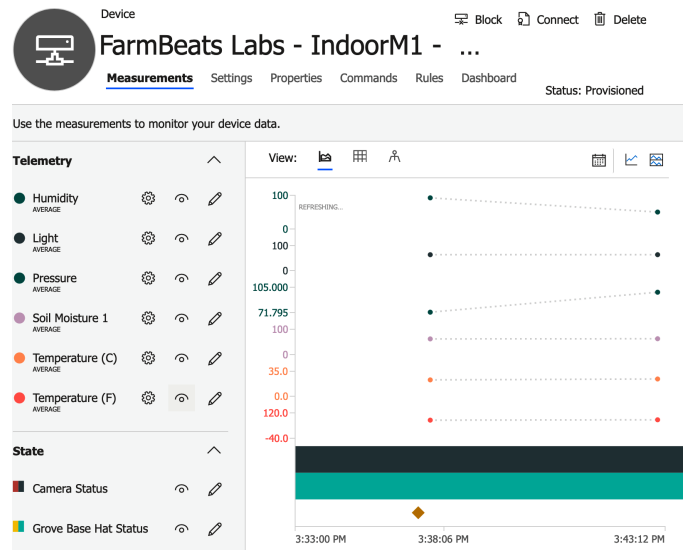 Device
Block Connect Delete
FarmBeats Labs - IndoorM1 - ...
Measurements Settings Properties Commands Rules Dashboard
Status: Provisioned
Use the measurements to monitor your device data.
Telemetry
View:
Humidity
AVERAGE
Light
AVERAGE
Pressure
AVERAGE
Soil Moisture 1
AVERAGE
Temperature (C)
AVERAGE
Temperature (F)
AVERAGE
State
Camera Status
Grove Base Hat Status
100
REFRESHING...
0
100
0
105.000
71.795
100
0
35.0
0.0
120.0
-40.0
3:33:00 PM 3:38:06 PM 3:43:12 PM